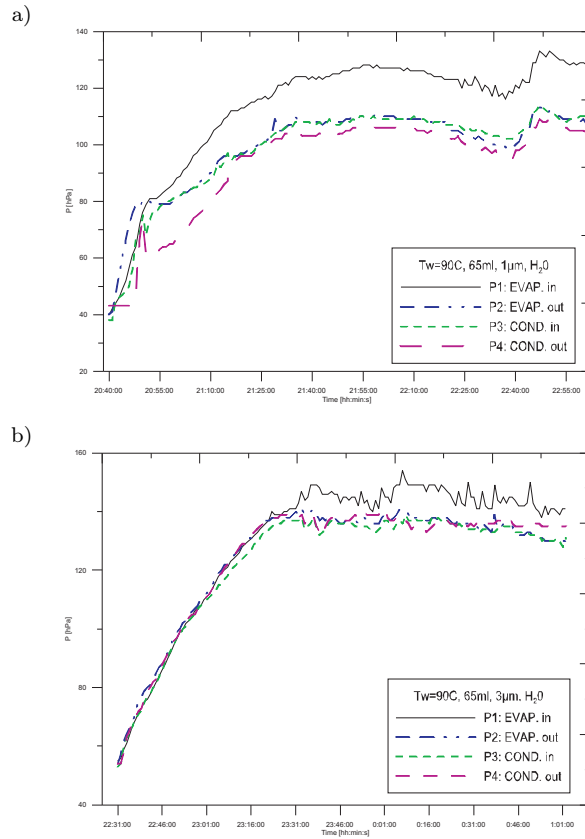 a)
140
120
100
80
60
40
20
P [hPa]
Tw=90C, 65ml, 1μm, H₂0
P1: EVAP. in
P2: EVAP. out
P3: COND. in
P4: COND. out
20:40:00 20:55:00 21:10:00 21:25:00 21:40:00 21:55:00 22:10:00 22:25:00 22:40:00 22:55:00
Time [hh:min:s]
b)
160
120
80
40
P [hPa]
Tw=90C, 65ml, 3μm, H₂0
P1: EVAP. in
P2: EVAP. out
P3: COND. in
P4: COND. out
22:31:00 22:46:00 23:01:00 23:16:00 23:31:00 23:46:00 0:01:00 0:16:00 0:31:00 0:46:00 1:01:00
Time [hh:min:s]